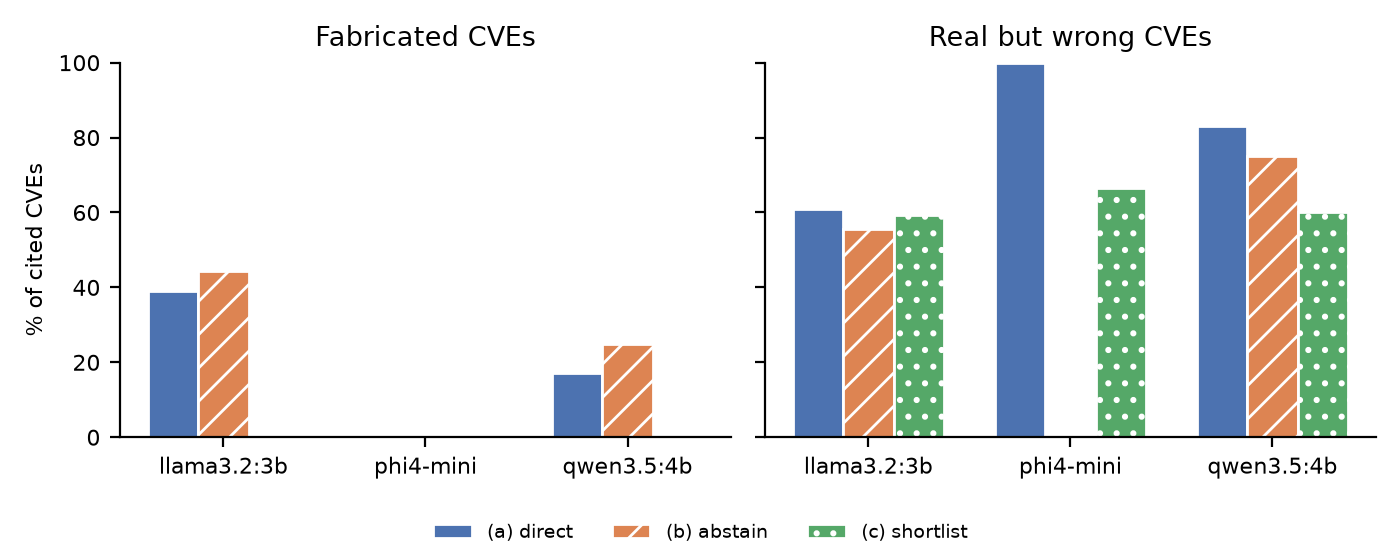 Fabricated CVEs
Real but wrong CVEs
% of cited CVEs
100
80
60
40
20
0
llama3.2:3b phi4-mini qwen3.5:4b
llama3.2:3b phi4-mini qwen3.5:4b
(a) direct (b) abstain (c) shortlist